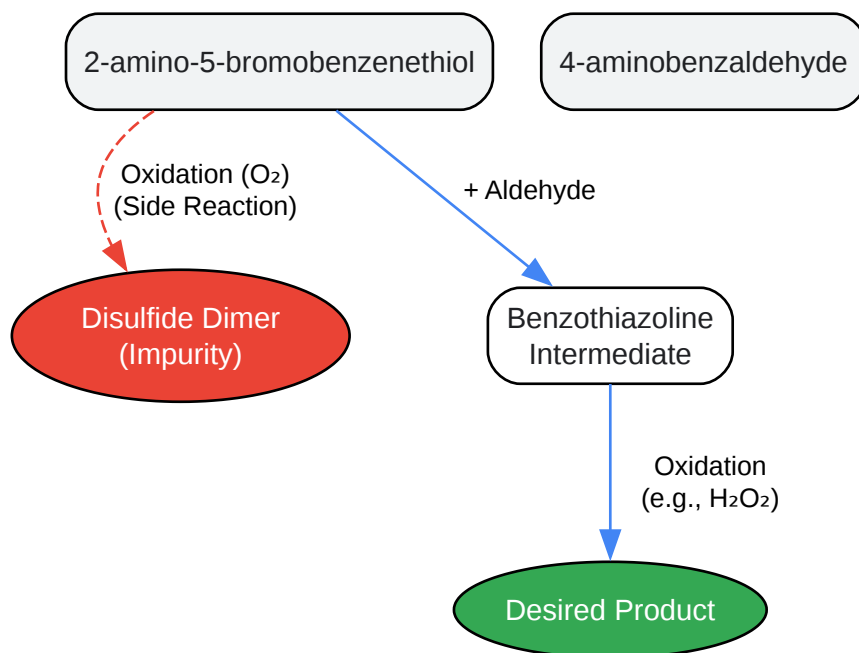 2-amino-5-bromobenzenethiol
4-aminobenzaldehyde
Oxidation (O₂)
(Side Reaction)
+ Aldehyde
Disulfide Dimer
(Impurity)
Benzothiazoline
Intermediate
Oxidation
(e.g., H₂O₂)
Desired Product